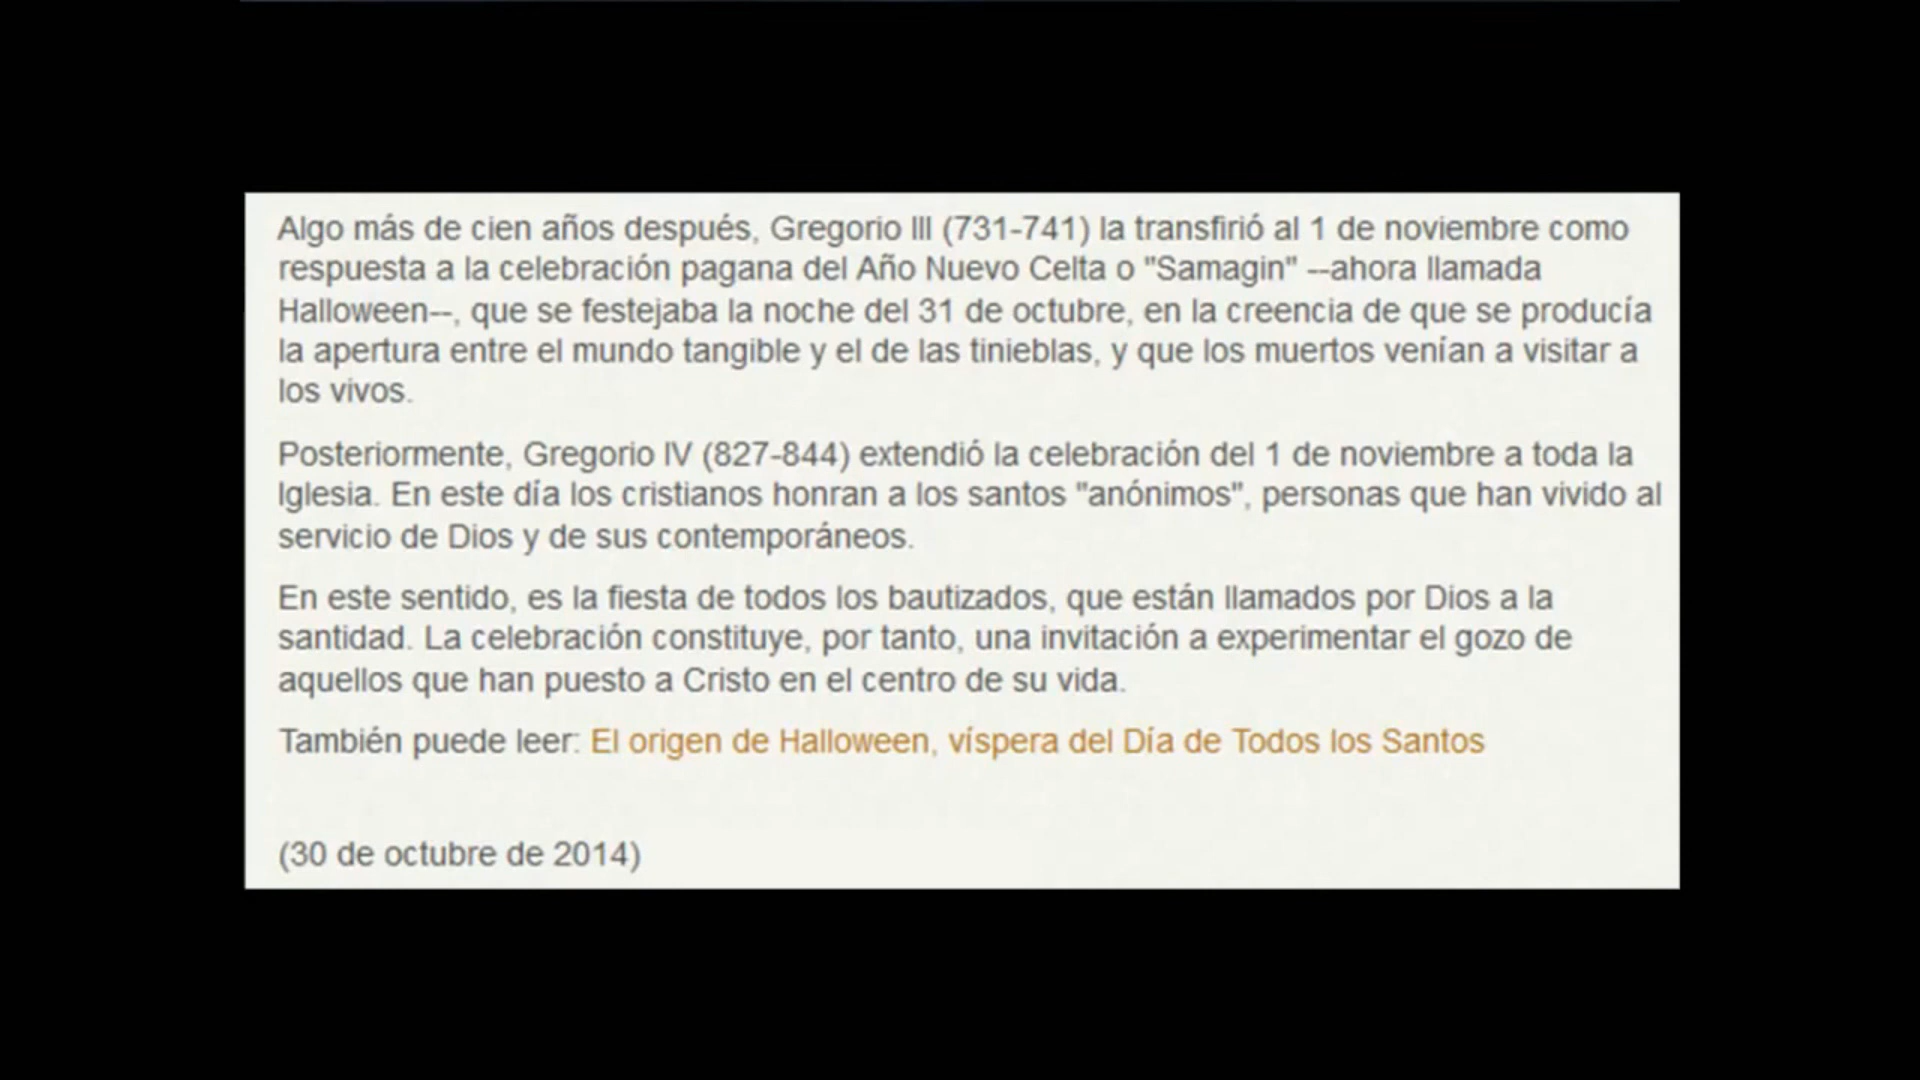 Algo más de cien años después, Gregorio III (731-741) la transfirió al 1 de noviembre como
respuesta a la celebración pagana del Año Nuevo Celta o "Samagin" --ahora llamada
Halloween--, que se festejaba la noche del 31 de octubre, en la creencia de que se producía
la apertura entre el mundo tangible y el de las tinieblas, y que los muertos venían a visitar a
los vivos.
Posteriormente, Gregorio IV (827-844) extendió la celebración del 1 de noviembre a toda la
Iglesia. En este día los cristianos honran a los santos "anónimos", personas que han vivido al
servicio de Dios y de sus contemporáneos.
En este sentido, es la fiesta de todos los bautizados, que están llamados por Dios a la
santidad. La celebración constituye, por tanto, una invitación a experimentar el gozo de
aquellos que han puesto a Cristo en el centro de su vida.
También puede leer: El origen de Halloween, víspera del Día de Todos los Santos
(30 de octubre de 2014)